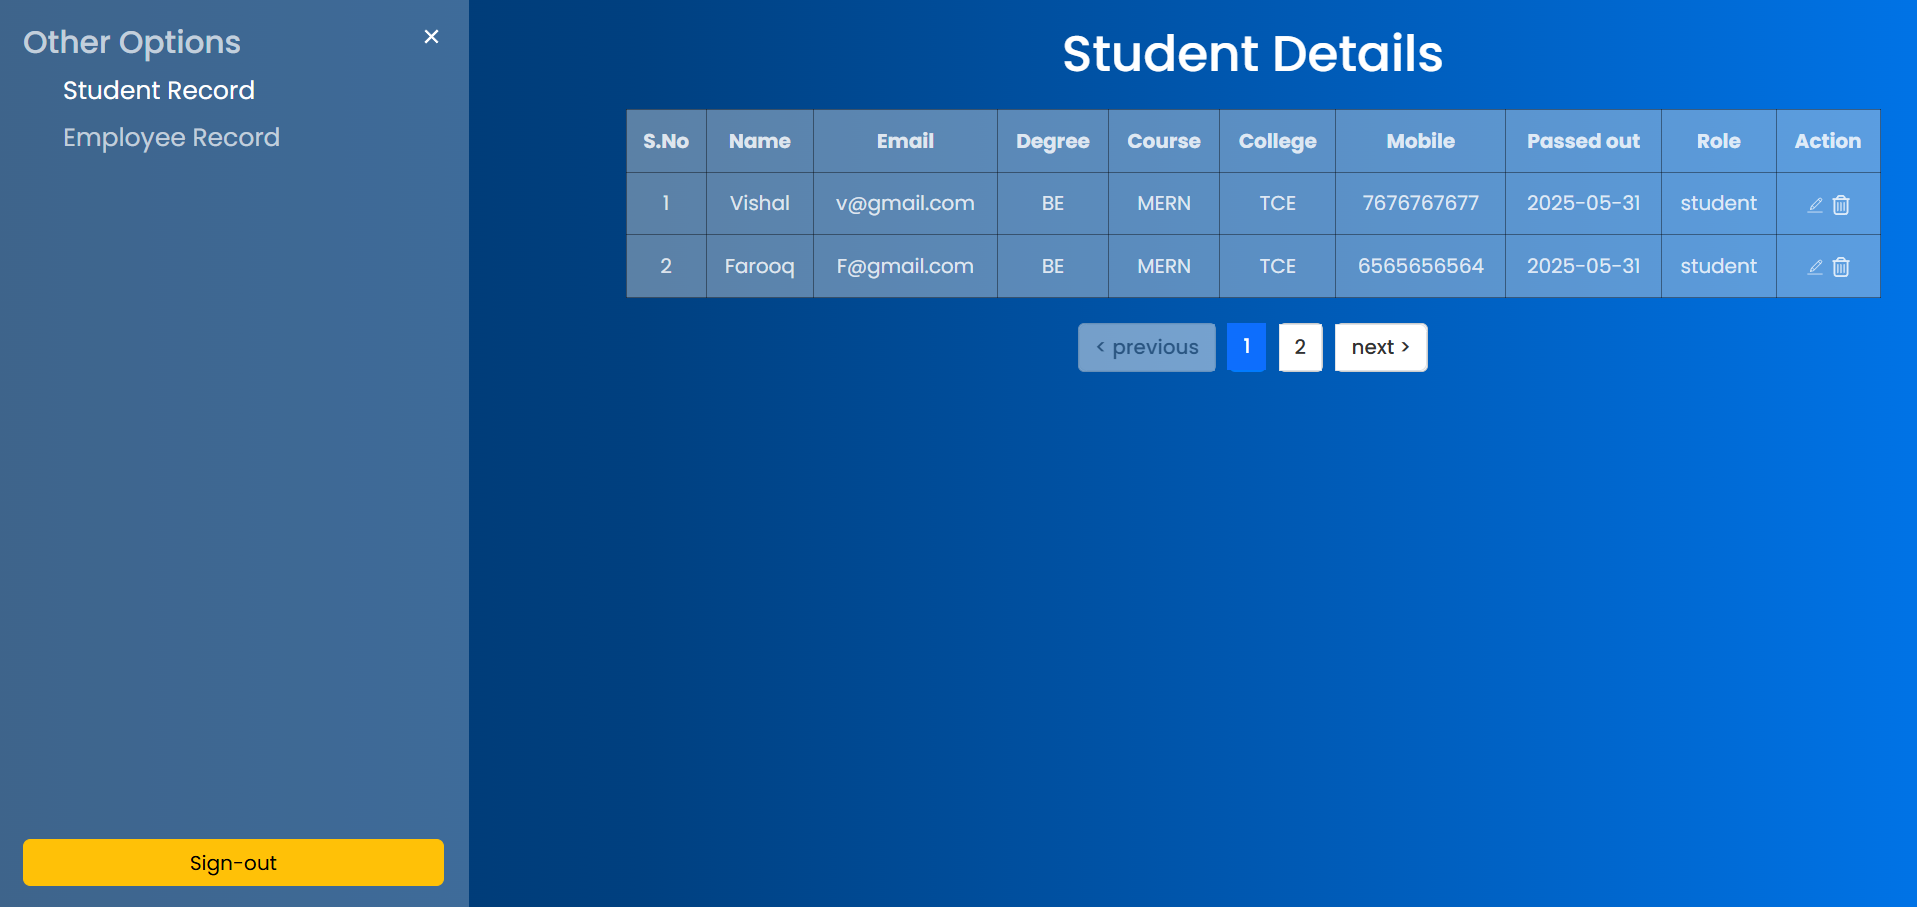 Other Options
×
Student Record
Employee Record
Sign-out
Student Details
S.No Name Email Degree Course College Mobile Passed out Role Action
1 Vishal v@gmail.com BE MERN TCE 7676767677 2025-05-31 student
2 Farooq F@gmail.com BE MERN TCE 6565656564 2025-05-31 student
< previous 1 2 next >